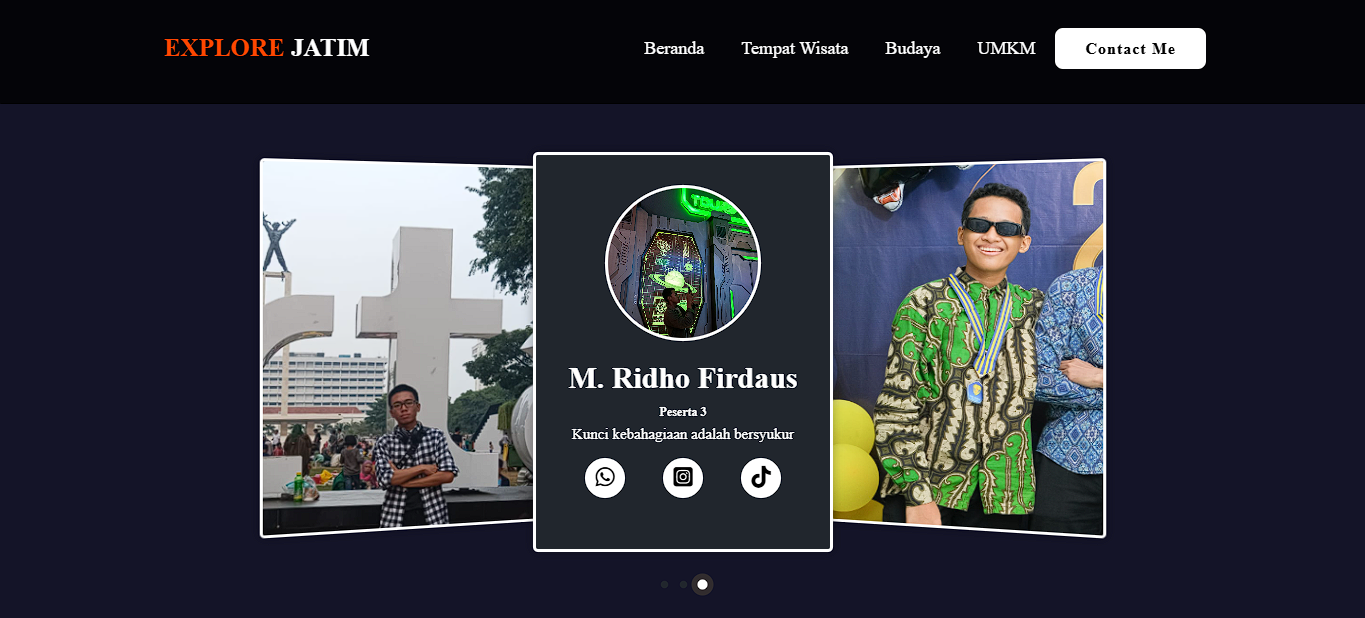 EXPLORE JATIM
Beranda
Tempat Wisata
Budaya
UMKM
Contact Me
M. Ridho Firdaus
Peserta 3
Kunci kebahagiaan adalah bersyukur